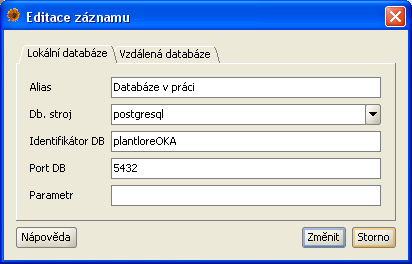 Editace záznamu
Lokální databáze Vzdálená databáze
Alias Databáze v práci
Db. stroj postgresql
Identifikátor DB plantloreOKA
Port DB 5432
Parametr
Nápověda Změnit Storno